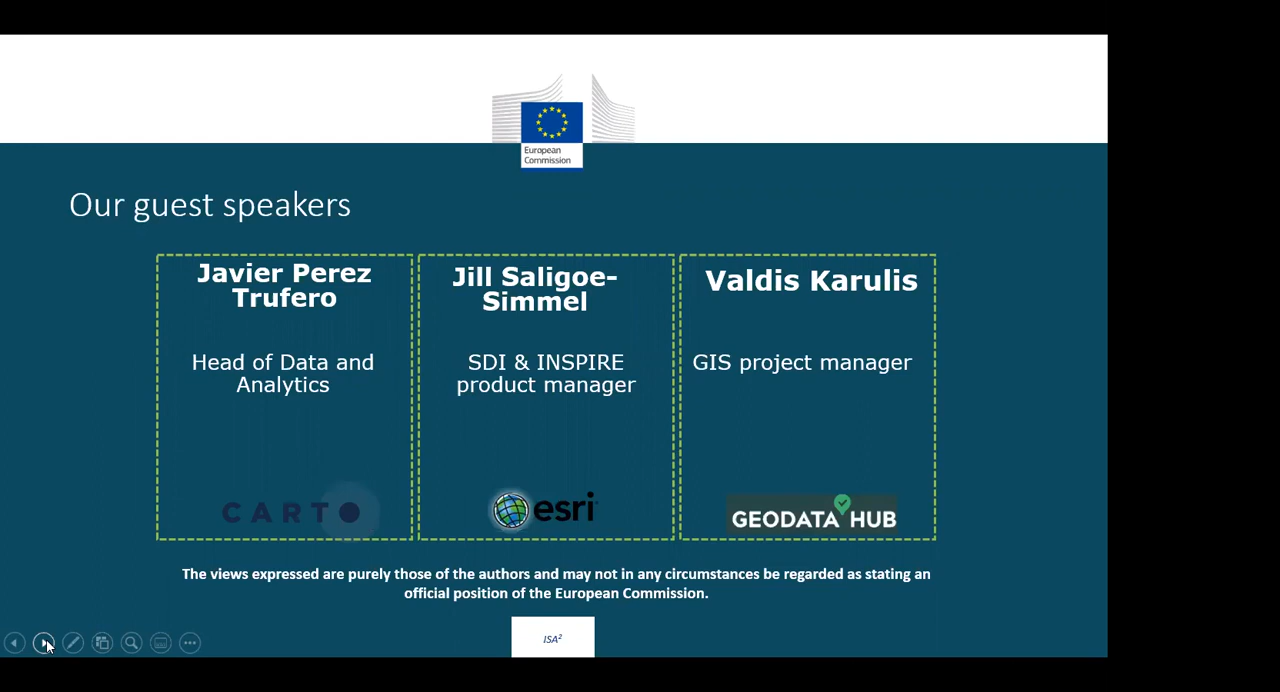 European
Commission
Our guest speakers
Javier Perez
Trufero
Head of Data and
Analytics
CARTO
Jill Saligoe-
Simmel
SDI & INSPIRE
product manager
esri
Valdis Karulis
GIS project manager
GEODATA HUB
The views expressed are purely those of the authors and may not in any circumstances be regarded as stating an
official position of the European Commission.
ISA²